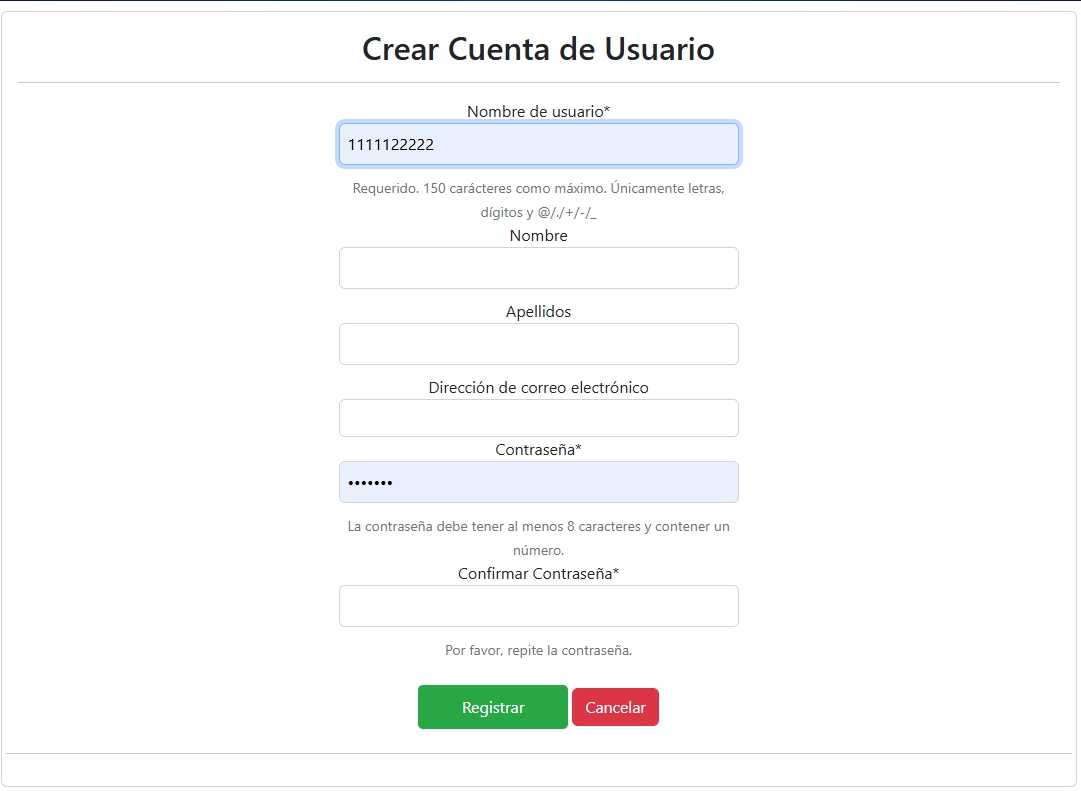 Crear Cuenta de Usuario
Nombre de usuario*
1111122222
Requerido. 150 carácteres como máximo. Únicamente letras,
dígitos y @/./+/-/_
Nombre
Apellidos
Dirección de correo electrónico
Contraseña*
•••••••
La contraseña debe tener al menos 8 caracteres y contener un
número.
Confirmar Contraseña*
Por favor, repite la contraseña.
Registrar Cancelar